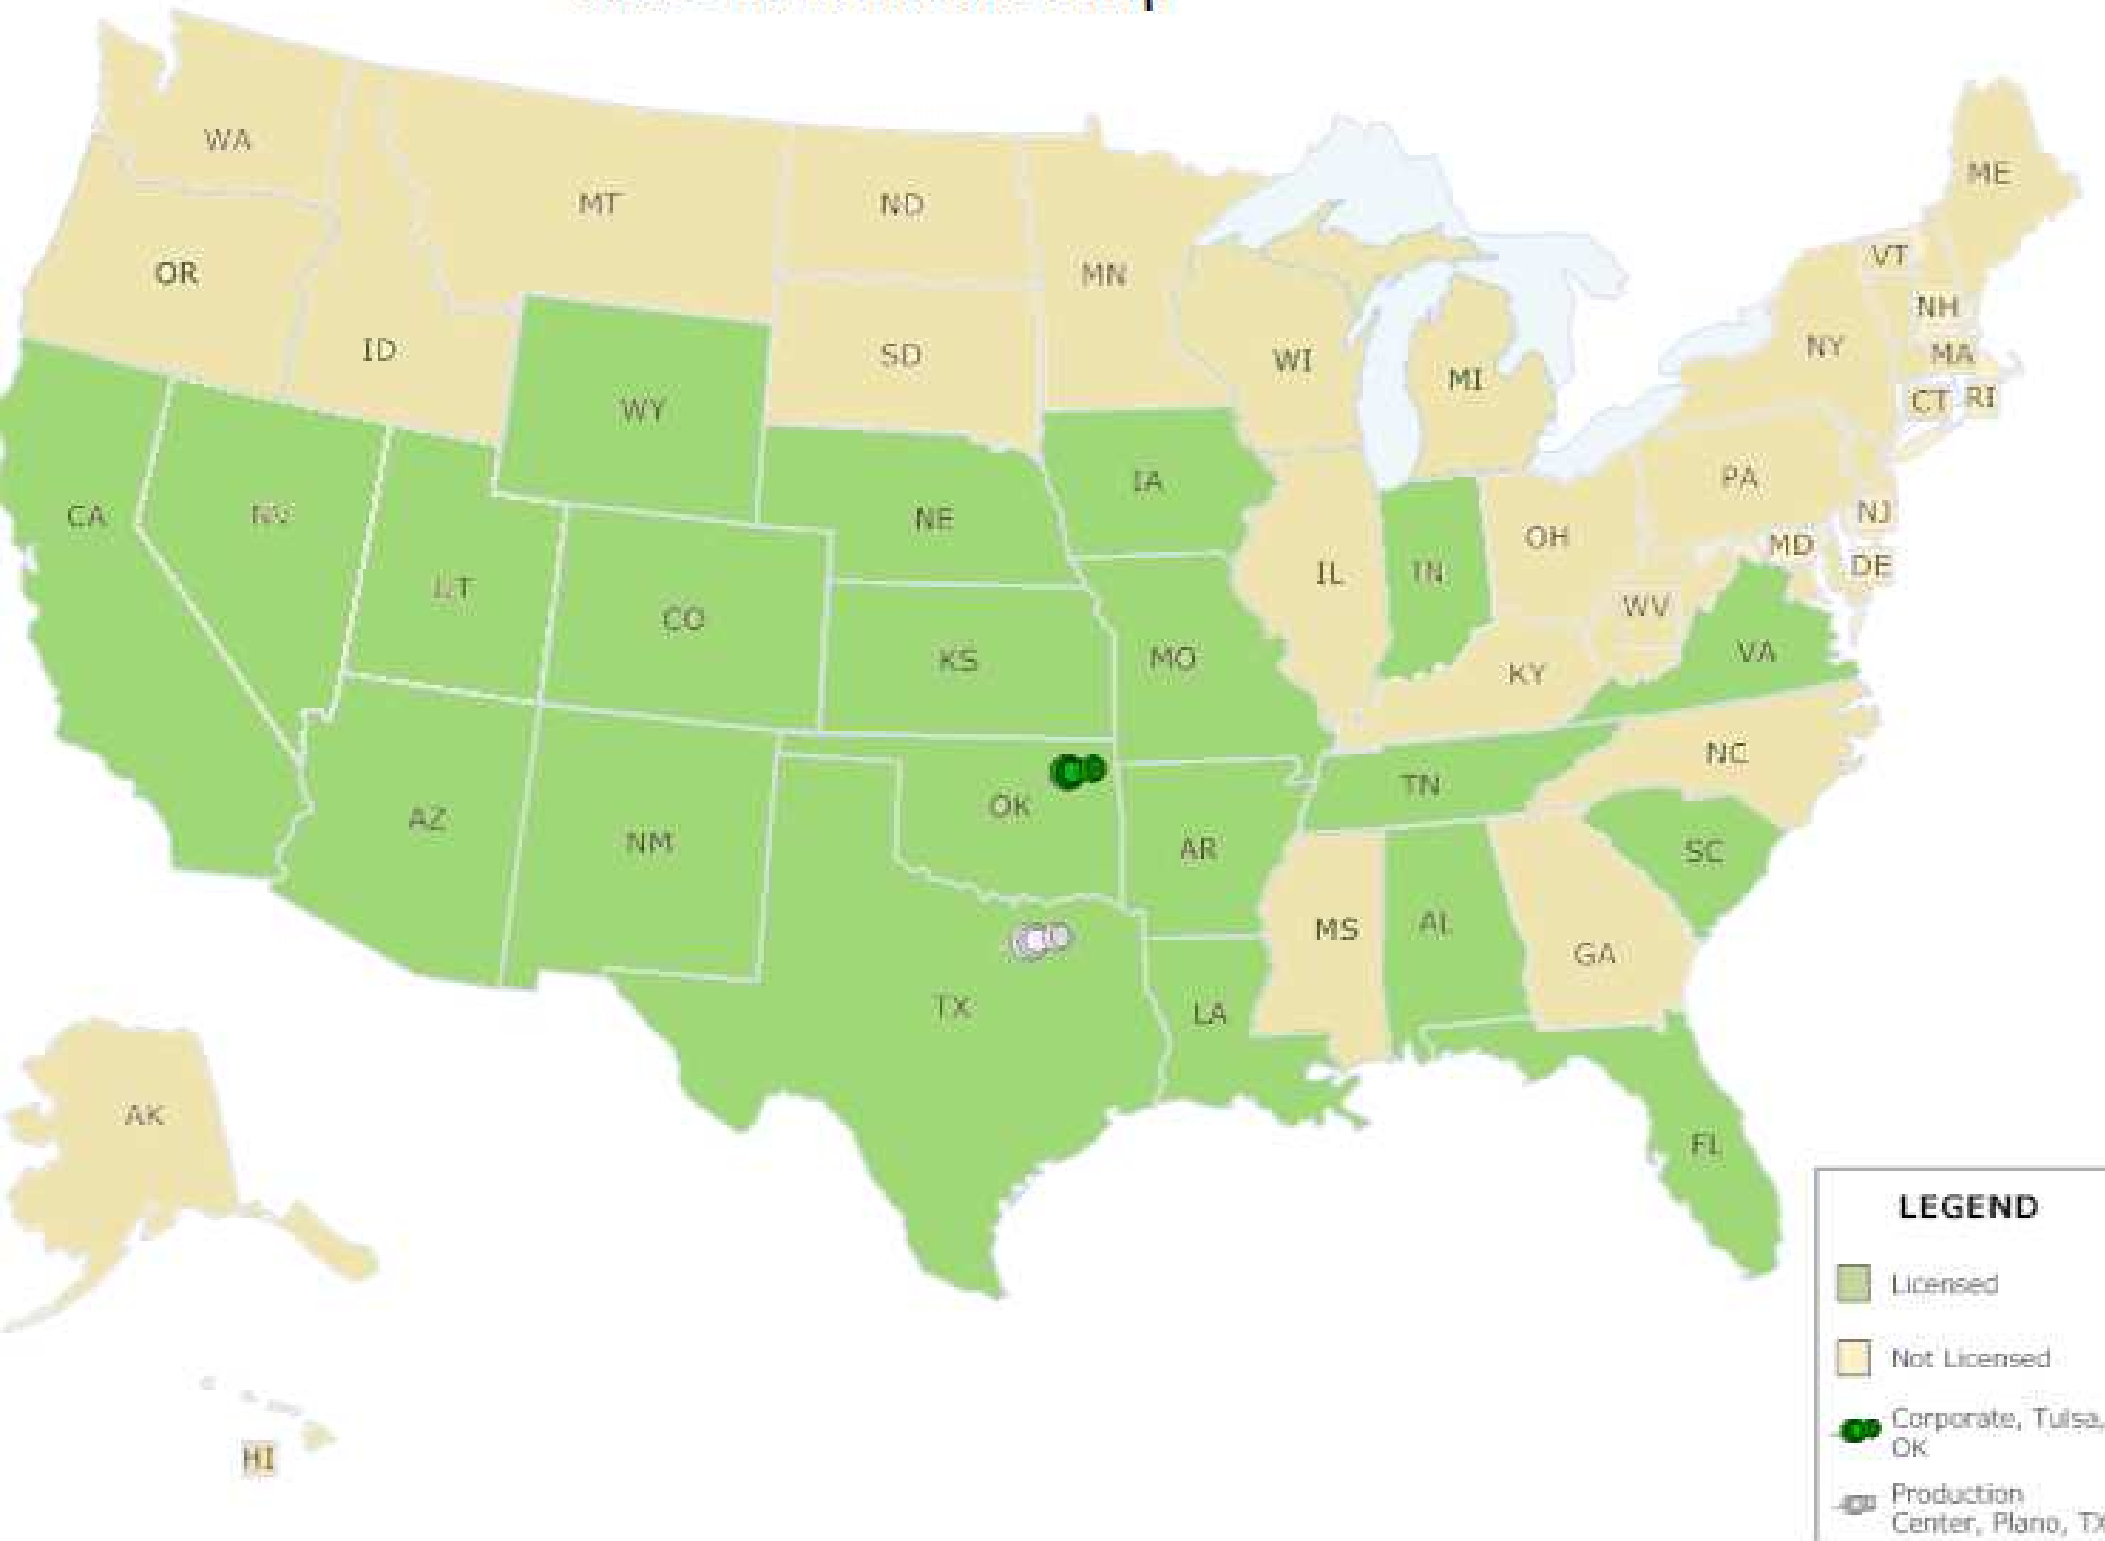 WA
MT
ND
ME
OR
MN
VT
ID
SD
WI
MI
NH
NY
MA
WY
CT RI
CA
NV
NE
IA
PA
NJ
UT
CO
IL
IN
OH
MD
DE
KS
MO
WV
KY
VA
AZ
NM
OK
AR
TN
NC
SC
TX
LA
MS
AL
GA
AK
FL
HI
LEGEND
Licensed
Not Licensed
Corporate, Tulsa,
OK
Production
Center, Plano, TX